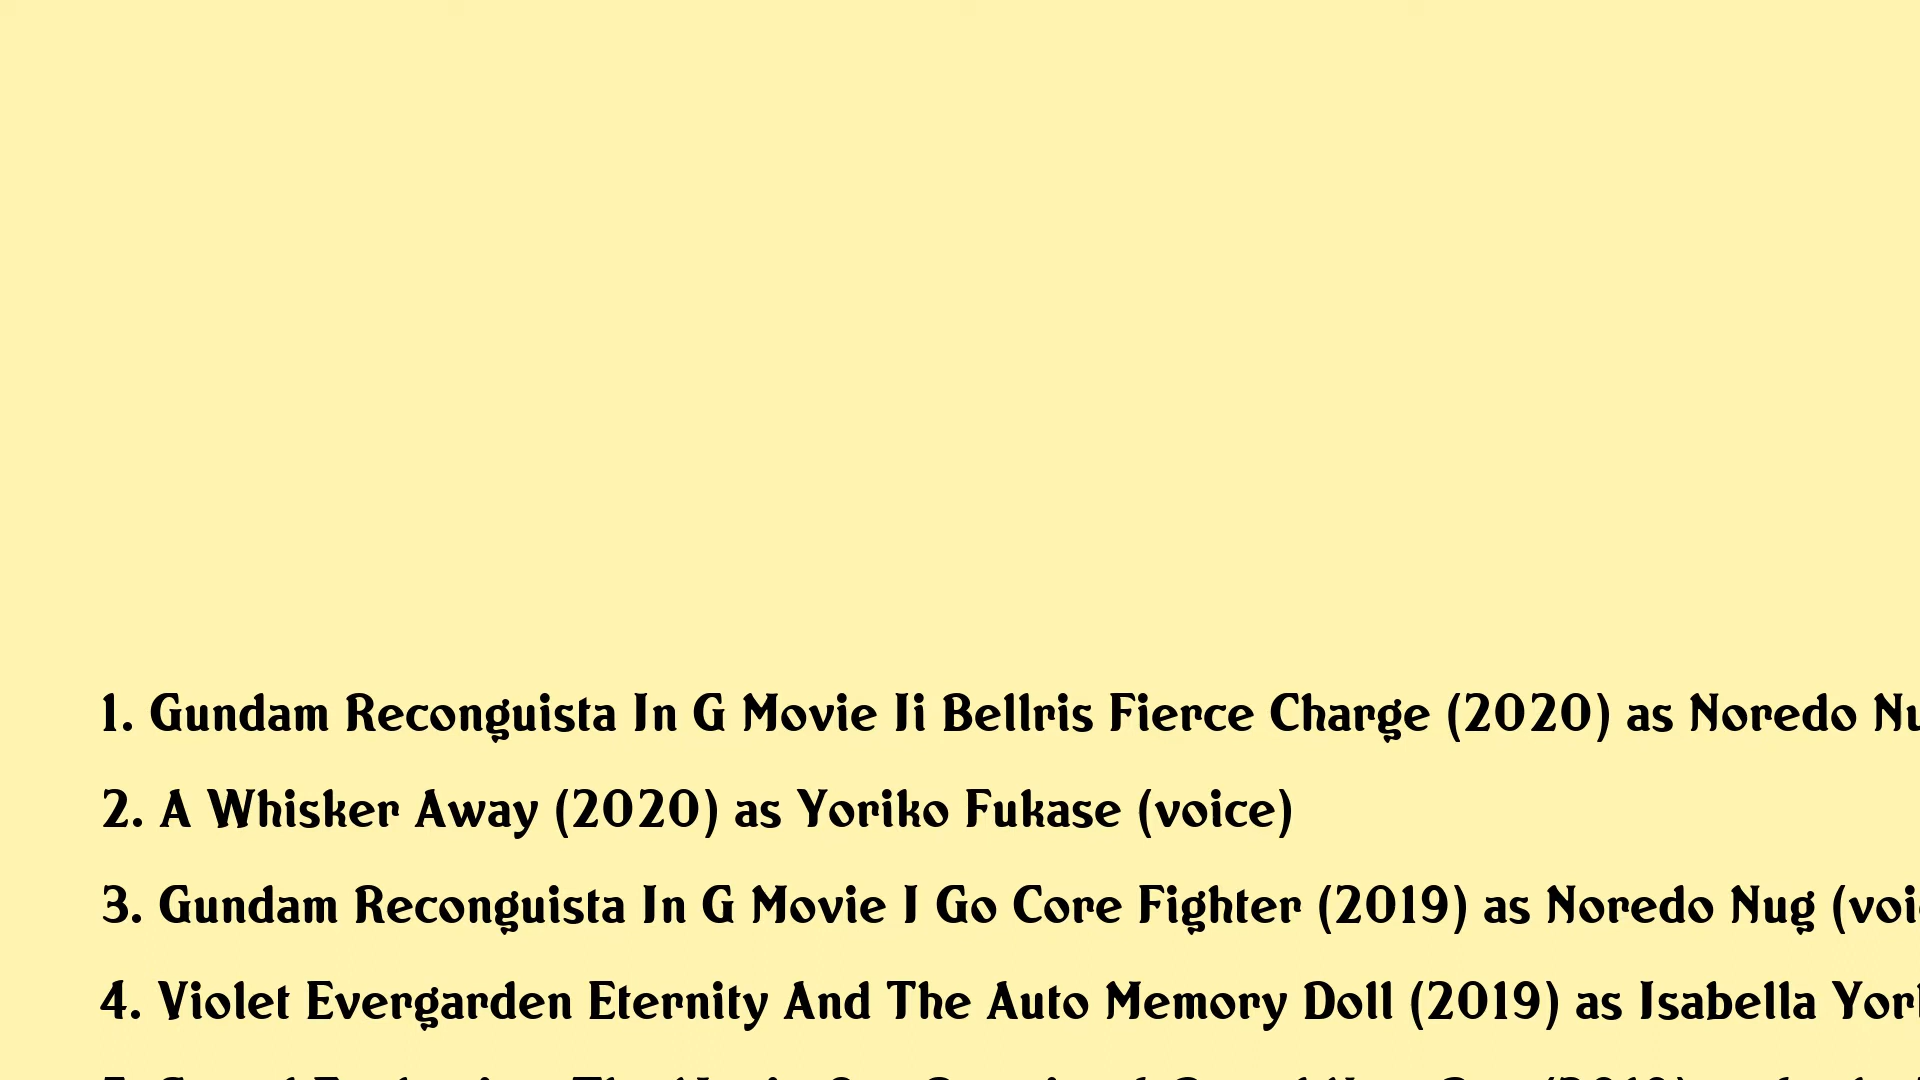 1. Gundam Reconguista In G Movie Ii Bellris Fierce Charge (2020) as Noredo
2. A Whisker Away (2020) as Yoriko Fukase (voice)
3. Gundam Reconguista In G Movie I Go Core Fighter (2019) as Noredo Nug
4. Violet Evergarden Eternity And The Auto Memory Doll (2019) as Isabella